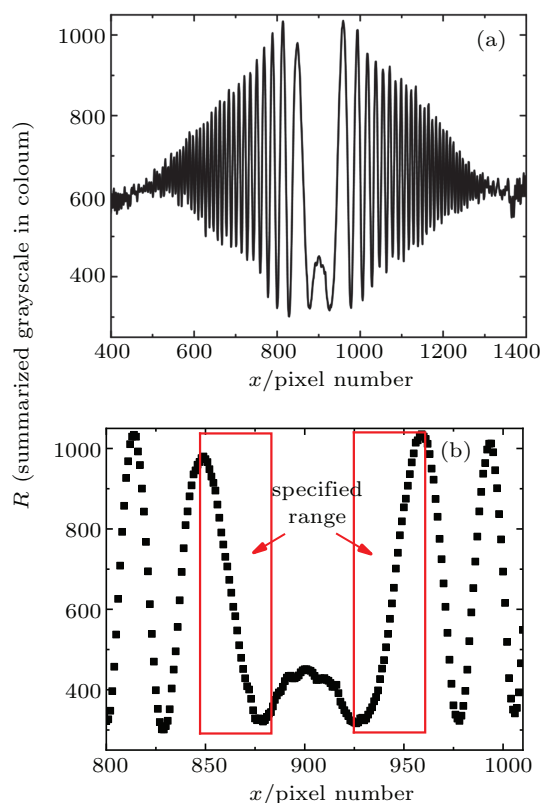 R (summarized grayscale in coloum)
(a)
1000
800
600
400
400 600 800 1000 1200 1400
x/pixel number
(b)
1000
800
600
400
specified
range
800 850 900 950 1000
x/pixel number